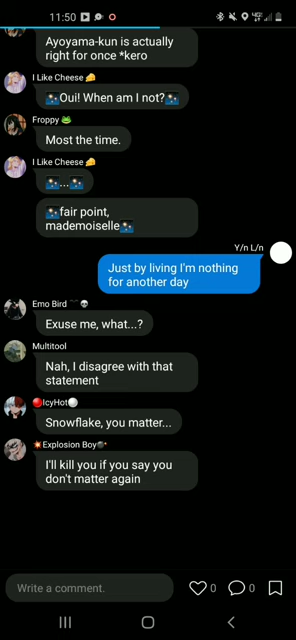 11:50
Ayoyama-kun is actually
right for once *kero
I Like Cheese 🧀
🎇Oui! When am I not?🎇
Froppy 🐸
Most the time.
I Like Cheese 🧀
🎇...🎇
🎇fair point,
mademoiselle🎇
Y/n L/n
Just by living I'm nothing
for another day
Emo Bird 🖤💀
Exuse me, what...?
Multitool
Nah, I disagree with that
statement
🔴IcyHot⚪
Snowflake, you matter...
💥Explosion Boy💣
I'll kill you if you say you
don't matter again
Write a comment.
0
0